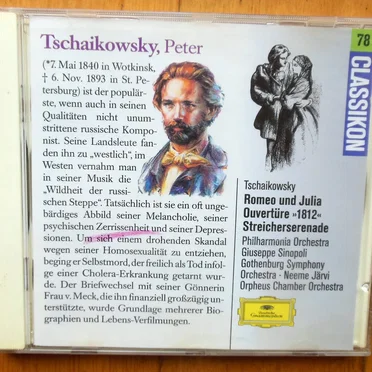 Tschaikowsky, Peter
(*7. Mai 1840 in Wotkinsk,
† 6. Nov. 1893 in St. Pe-
tersburg) ist der populär-
ste, wenn auch in seinen
Qualitäten nicht unum-
strittene russische Kompo-
nist. Seine Landsleute fan-
den ihn zu »westlich«, im
Westen vernahm man
in seiner Musik die
„Wildheit der russi-
schen Steppe“. Tatsächlich ist sie ein oft unge-
bärdiges Abbild seiner Melancholie, seiner
psychischen Zerrissenheit und seiner Depres-
sionen. Um sich einem drohenden Skandal
wegen seiner Homosexualität zu entziehen,
beging er Selbstmord, der freilich als Tod infol-
ge einer Cholera-Erkrankung getarnt wur-
de. Der Briefwechsel mit seiner Gönnerin
Frau v. Meck, die ihn finanziell großzügig un-
terstützte, wurde Grundlage mehrerer Bio-
graphien und Lebens-Verfilmungen.
78
CLASSIKON
Tschaikowsky
Romeo und Julia
Ouvertüre »1812«
Streicherserenade
Philharmonia Orchestra
Giuseppe Sinopoli
Gothenburg Symphony
Orchestra · Neeme Järvi
Orpheus Chamber Orchestra
Deutsche
Grammophon